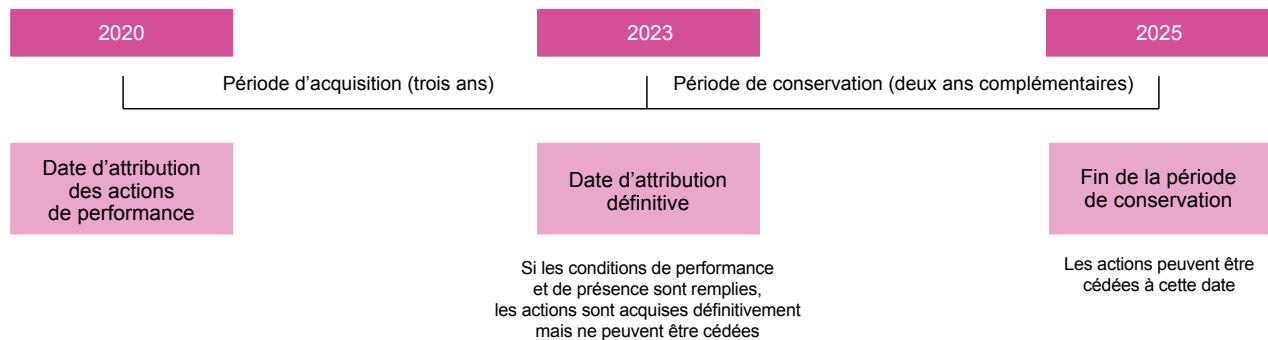 2020
2023
2025
Période d'acquisition (trois ans)
Période de conservation (deux ans complémentaires)
Date d'attribution
des actions
de performance
Date d'attribution
définitive
Fin de la période
de conservation
Si les conditions de performance
et de présence sont remplies,
les actions sont acquises définitivement
mais ne peuvent être cédées
Les actions peuvent être
cédées à cette date